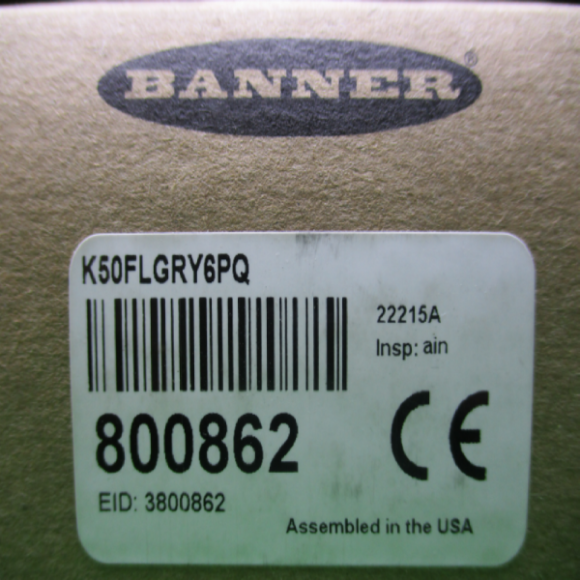 BANNER®
K50FLGRY6PQ
22215A
Insp: ain
800862
CE
EID: 3800862
Assembled in the USA